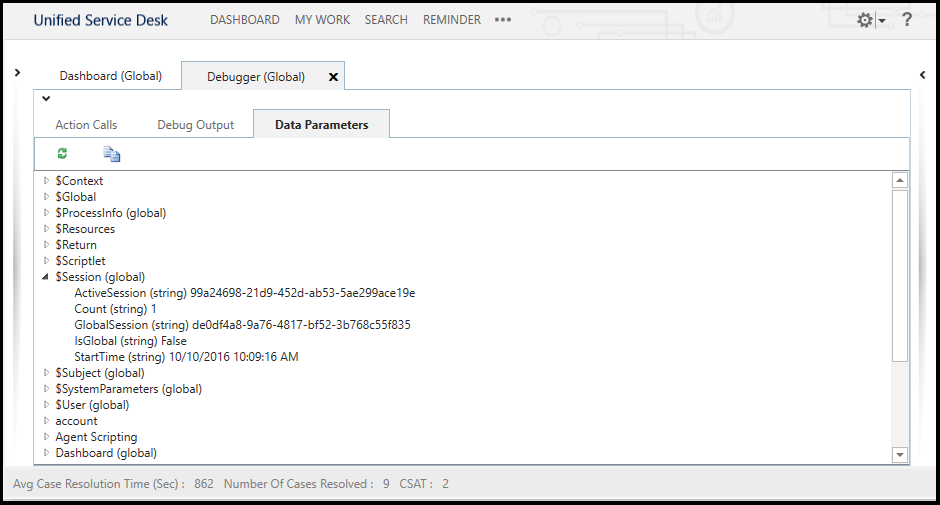 Unified Service Desk DASHBOARD MY WORK SEARCH REMINDER ••• ?
Dashboard (Global) Debugger (Global) X
Action Calls Debug Output Data Parameters
$Context
$Global
$ProcessInfo (global)
$Resources
$Return
$Scriptlet
$Session (global)
ActiveSession (string) 99a24698-21d9-452d-ab53-5ae299ace19e
Count (string) 1
GlobalSession (string) de0df4a8-9a76-4817-bf52-3b768c55f835
IsGlobal (string) False
StartTime (string) 10/10/2016 10:09:16 AM
$Subject (global)
$SystemParameters (global)
$User (global)
account
Agent Scripting
Dashboard (global)
Avg Case Resolution Time (Sec) : 862 Number Of Cases Resolved : 9 CSAT : 2